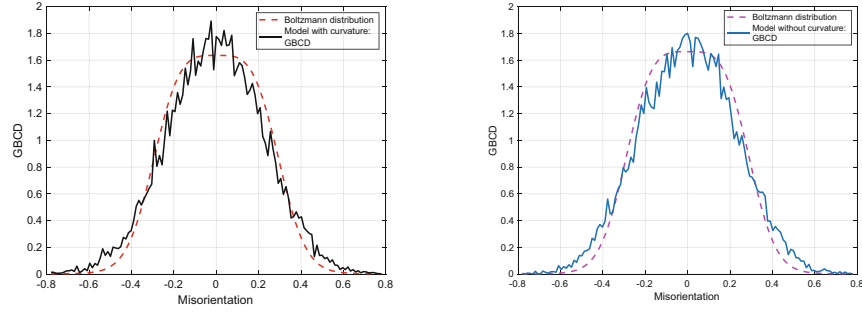 2
1.8
1.6
1.4
1.2
1
0.8
0.6
0.4
0.2
0
GBCD
-0.8 -0.6 -0.4 -0.2 0 0.2 0.4 0.6 0.8
Misorientation
Boltzmann distribution
Model with curvature:
GBCD
2
1.8
1.6
1.4
1.2
1
0.8
0.6
0.4
0.2
0
GBCD
-0.8 -0.6 -0.4 -0.2 0 0.2 0.4 0.6 0.8
Misorientation
Boltzmann distribution
Model without curvature:
GBCD